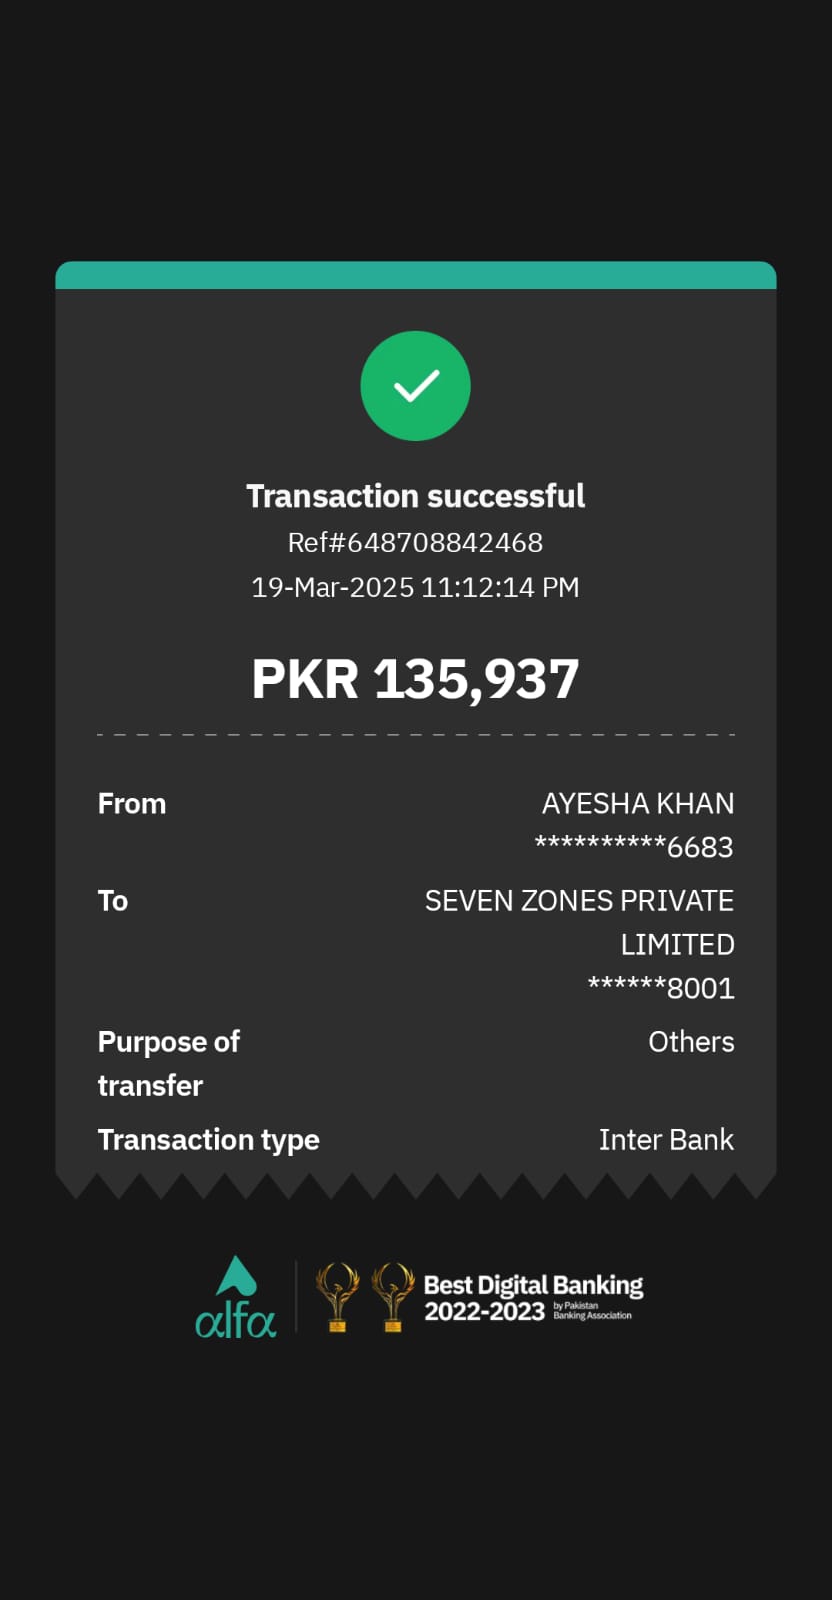 Transaction successful
Ref#648708842468
19-Mar-2025 11:12:14 PM
PKR 135,937
From AYESHA KHAN
**********6683
To SEVEN ZONES PRIVATE
LIMITED
******8001
Purpose of Others
transfer
Transaction type Inter Bank
alfa
Best Digital Banking
2022-2023 by Pakistan
Banking Association